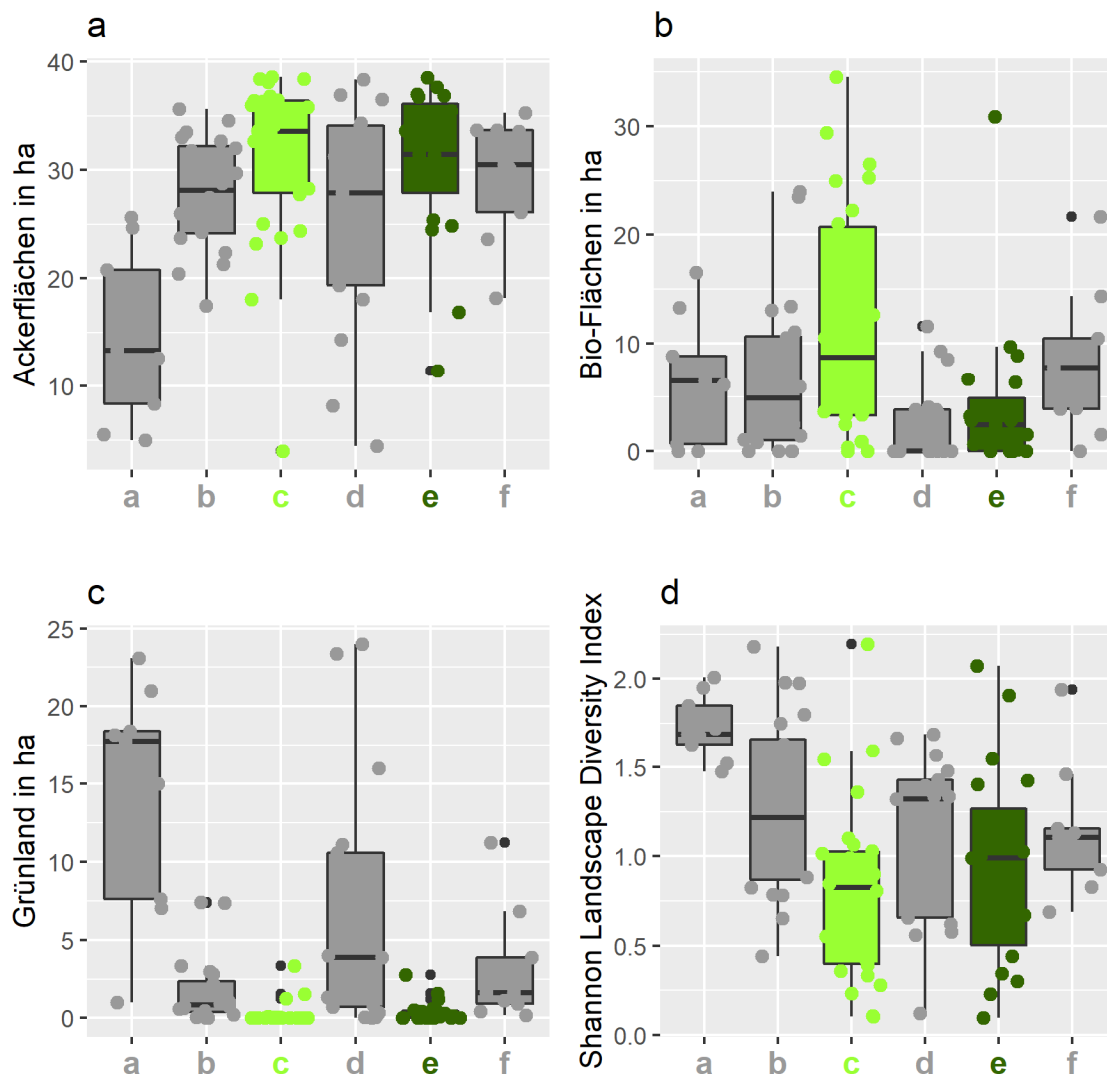 a
Ackerflächen in ha
40
30
20
10
a b c d e f
b
Bio-Flächen in ha
30
20
10
0
a b c d e f
c
Grünland in ha
25
20
15
10
5
0
a b c d e f
d
Shannon Landscape Diversity Index
2.0
1.5
1.0
0.5
0.0
a b c d e f